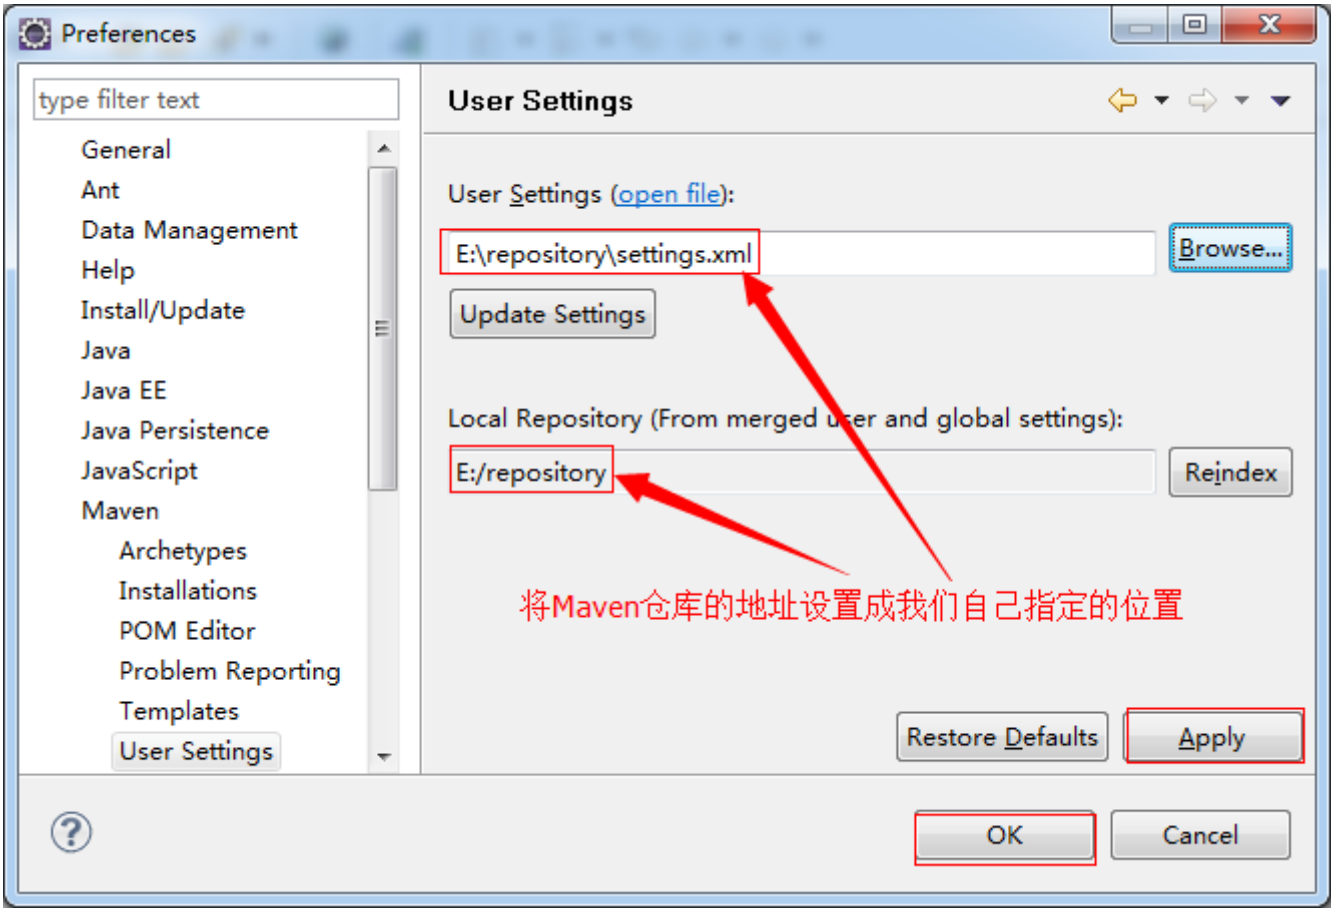 Preferences
type filter text
General
Ant
Data Management
Help
Install/Update
Java
Java EE
Java Persistence
JavaScript
Maven
Archetypes
Installations
POM Editor
Problem Reporting
Templates
User Settings
User Settings
User Settings (open file):
E:\repository\settings.xml
Browse...
Update Settings
Local Repository (From merged user and global settings):
E:/repository
Reindex
将Maven仓库的地址设置成我们自己指定的位置
Restore Defaults
Apply
OK
Cancel